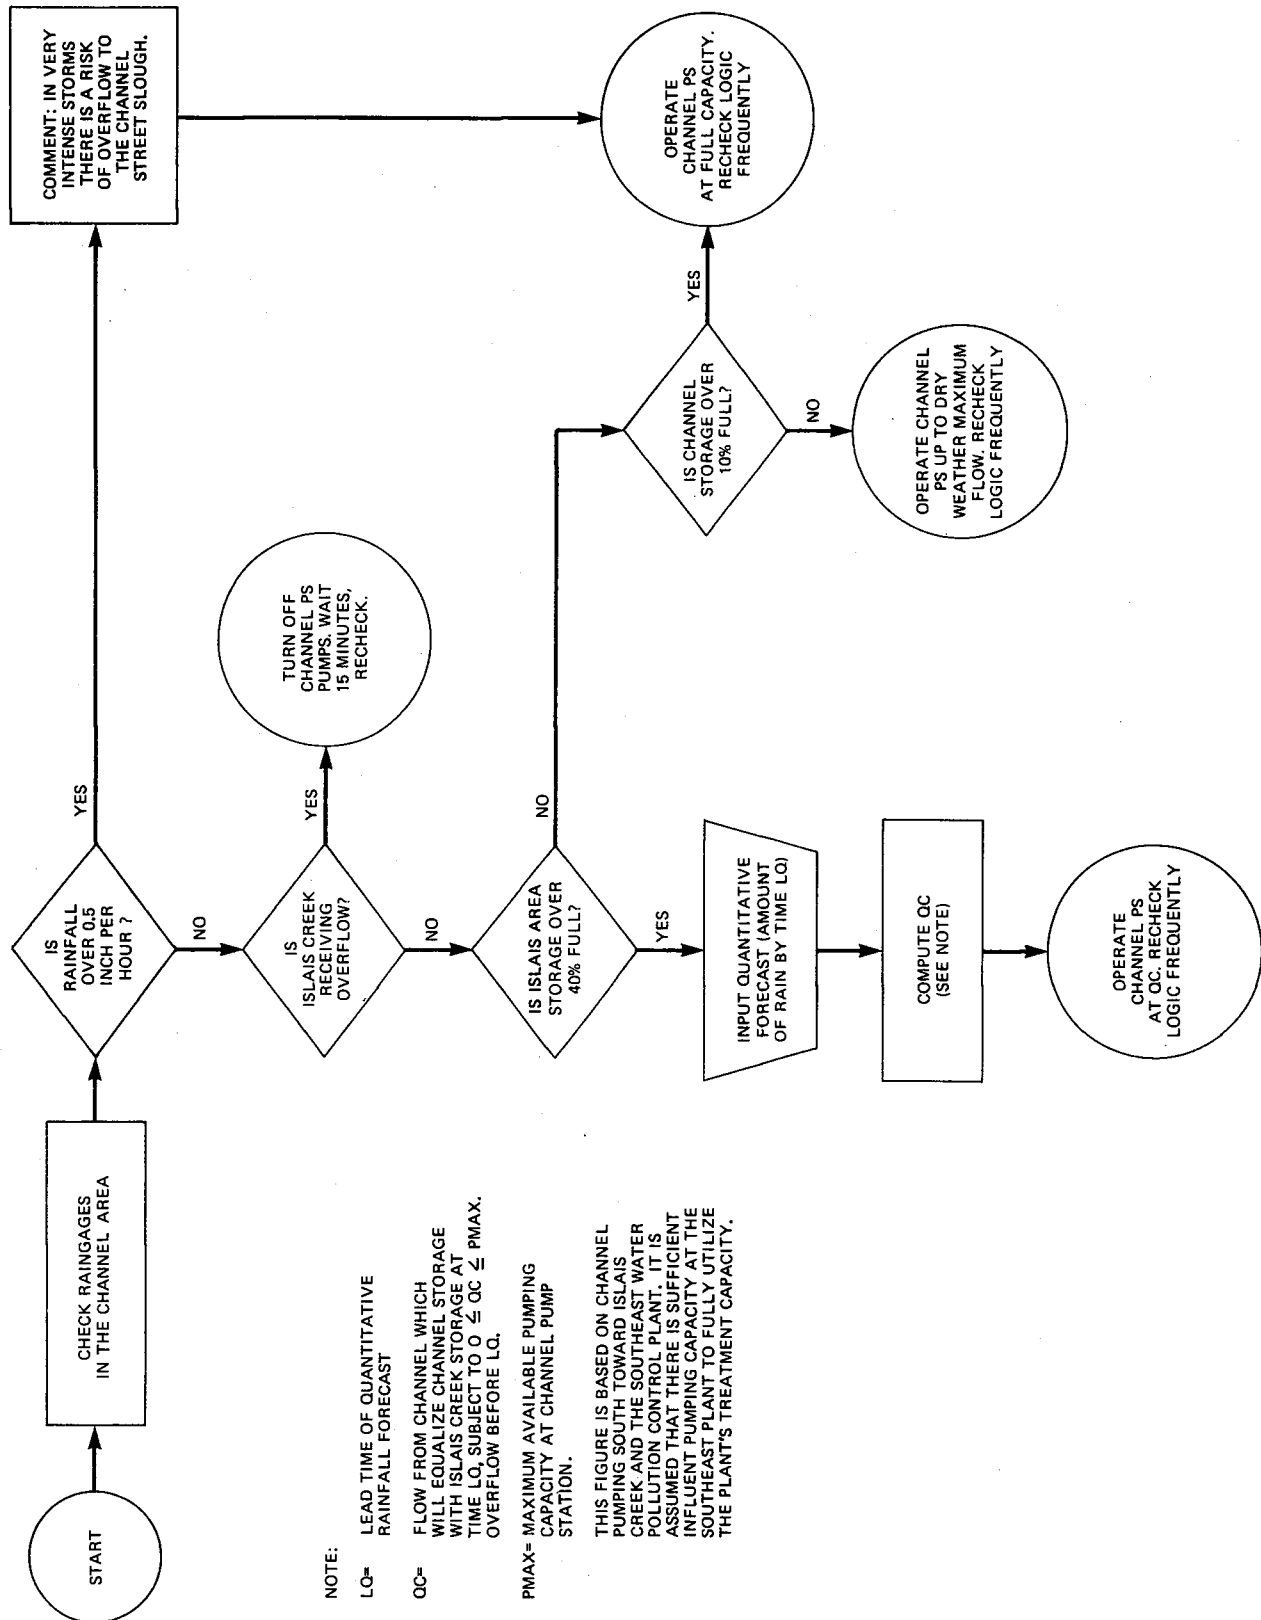 START
CHECK RAINGAGES
IN THE CHANNEL AREA
IS
RAINFALL
OVER 0.5
INCH PER
HOUR ?
YES
COMMENT: IN VERY
INTENSE STORMS
THERE IS A RISK
OF OVERFLOW TO
THE CHANNEL
STREET SLOUGH.
NO
IS
ISLAIS CREEK
RECEIVING
OVERFLOW?
YES
TURN OFF
CHANNEL PS
PUMPS. WAIT
15 MINUTES,
RECHECK.
NO
IS ISLAIS AREA
STORAGE OVER
40% FULL?
NO
IS CHANNEL
STORAGE OVER
10% FULL?
YES
OPERATE
CHANNEL PS
AT FULL CAPACITY.
RECHECK LOGIC
FREQUENTLY
NO
OPERATE CHANNEL
PS UP TO DRY
WEATHER MAXIMUM
FLOW. RECHECK
LOGIC FREQUENTLY
YES
INPUT QUANTITATIVE
FORECAST (AMOUNT
OF RAIN BY TIME LQ)
COMPUTE QC
(SEE NOTE)
OPERATE
CHANNEL PS
AT QC. RECHECK
LOGIC FREQUENTLY
NOTE:
LQ= LEAD TIME OF QUANTITATIVE
RAINFALL FORECAST
QC= FLOW FROM CHANNEL WHICH
WILL EQUALIZE CHANNEL STORAGE
WITH ISLAIS CREEK STORAGE AT
TIME LQ, SUBJECT TO O ≤ QC ≤ PMAX.
OVERFLOW BEFORE LQ.
PMAX= MAXIMUM AVAILABLE PUMPING
CAPACITY AT CHANNEL PUMP
STATION.
THIS FIGURE IS BASED ON CHANNEL
PUMPING SOUTH TOWARD ISLAIS
CREEK AND THE SOUTHEAST WATER
POLLUTION CONTROL PLANT. IT IS
ASSUMED THAT THERE IS SUFFICIENT
INFLUENT PUMPING CAPACITY AT THE
SOUTHEAST PLANT TO FULLY UTILIZE
THE PLANT'S TREATMENT CAPACITY.